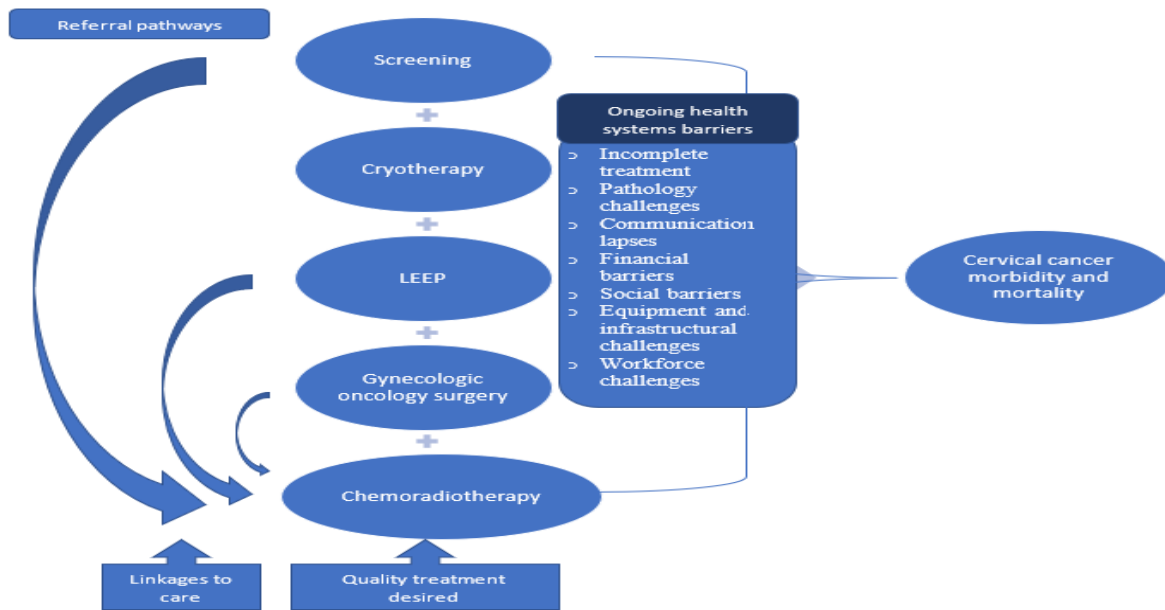 Referral pathways
Screening
Cryotherapy
LEEP
Gynecologic
oncology surgery
Chemoradiotherapy
Linkages to
care
Quality treatment
desired
Ongoing health
systems barriers
Incomplete
treatment
Pathology
challenges
Communication
lapses
Financial
barriers
Social barriers
Equipment and
infrastructural
challenges
Workforce
challenges
Cervical cancer
morbidity and
mortality